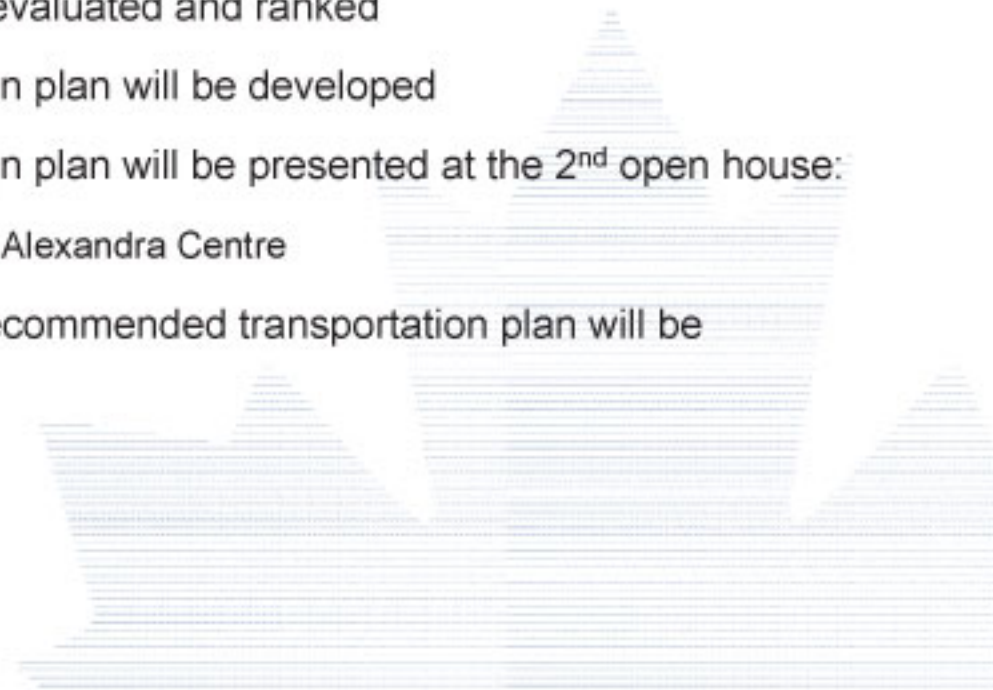 evaluated and ranked
n plan will be developed
n plan will be presented at the 2nd open house:
Alexandra Centre
ecommended transportation plan will be